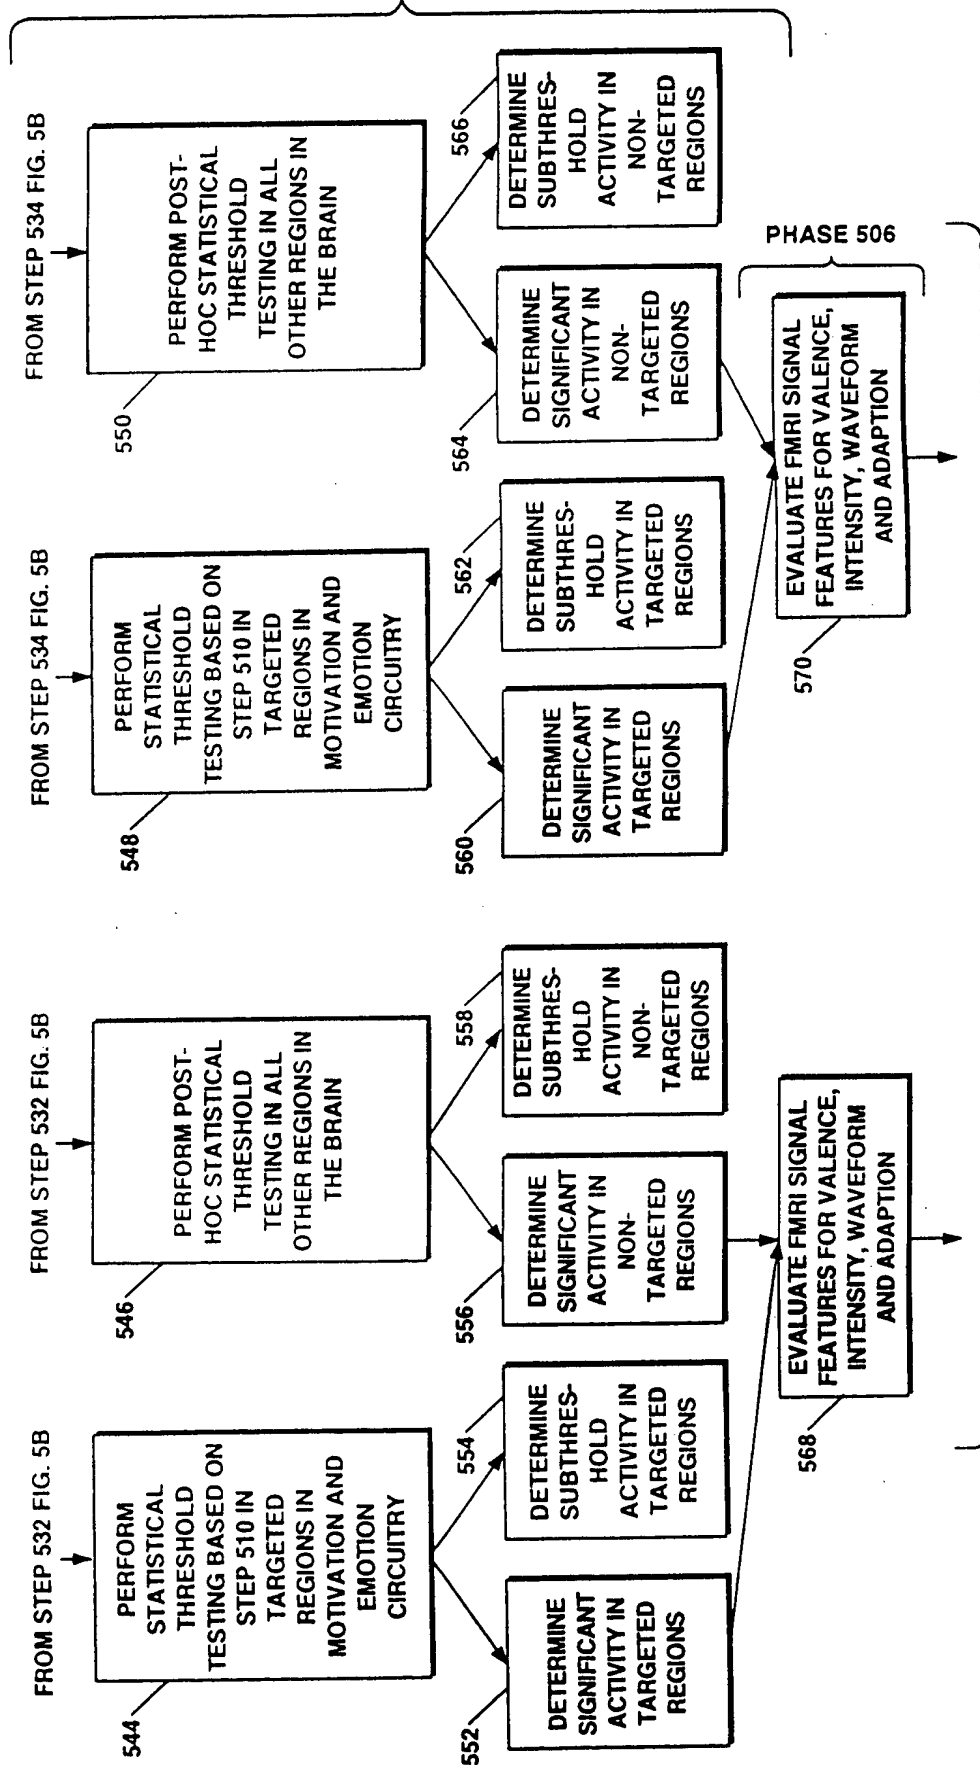 FROM STEP 532 FIG. 5B
FROM STEP 532 FIG. 5B
FROM STEP 534 FIG. 5B
FROM STEP 534 FIG. 5B
544
PERFORM
STATISTICAL
THRESHOLD
TESTING BASED ON
STEP 510 IN
TARGETED
REGIONS IN
MOTIVATION AND
EMOTION
CIRCUITRY
546
PERFORM POST-
HOC STATISTICAL
THRESHOLD
TESTING IN ALL
OTHER REGIONS IN
THE BRAIN
548
PERFORM
STATISTICAL
THRESHOLD
TESTING BASED ON
STEP 510 IN
TARGETED
REGIONS IN
MOTIVATION AND
EMOTION
CIRCUITRY
550
PERFORM POST-
HOC STATISTICAL
THRESHOLD
TESTING IN ALL
OTHER REGIONS IN
THE BRAIN
552
DETERMINE
SIGNIFICANT
ACTIVITY IN
TARGETED
REGIONS
554
DETERMINE
SUBTHRES-
HOLD
ACTIVITY IN
TARGETED
REGIONS
556
DETERMINE
SIGNIFICANT
ACTIVITY IN
NON-
TARGETED
REGIONS
558
DETERMINE
SUBTHRES-
HOLD
ACTIVITY IN
NON-
TARGETED
REGIONS
560
DETERMINE
SIGNIFICANT
ACTIVITY IN
TARGETED
REGIONS
562
DETERMINE
SUBTHRES-
HOLD
ACTIVITY IN
TARGETED
REGIONS
564
DETERMINE
SIGNIFICANT
ACTIVITY IN
NON-
TARGETED
REGIONS
566
DETERMINE
SUBTHRES-
HOLD
ACTIVITY IN
NON-
TARGETED
REGIONS
PHASE 506
568
EVALUATE FMRI SIGNAL
FEATURES FOR VALENCE,
INTENSITY, WAVEFORM
AND ADAPTION
570
EVALUATE FMRI SIGNAL
FEATURES FOR VALENCE,
INTENSITY, WAVEFORM
AND ADAPTION